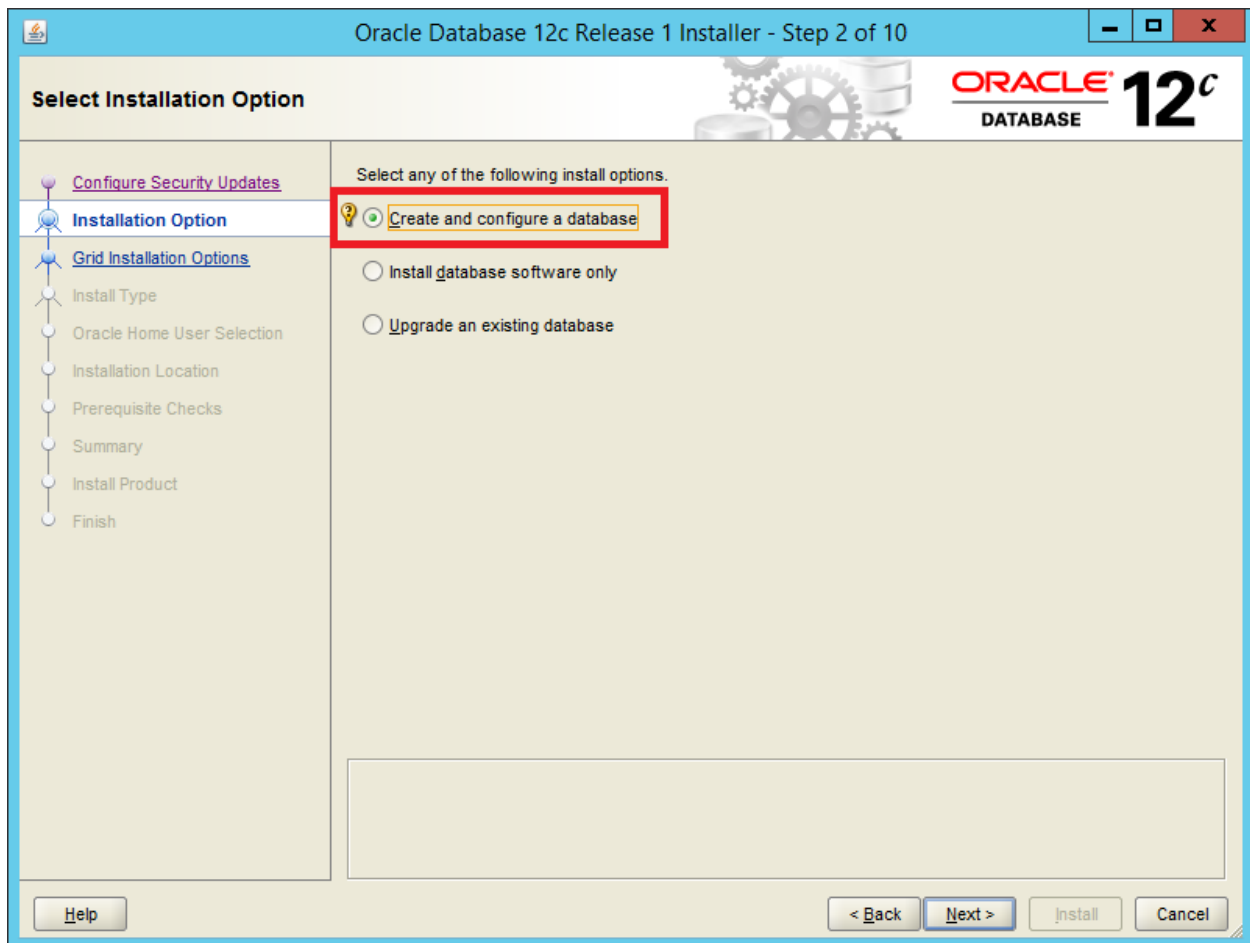 Oracle Database 12c Release 1 Installer - Step 2 of 10
Select Installation Option
ORACLE DATABASE 12c
Configure Security Updates
Installation Option
Grid Installation Options
Install Type
Oracle Home User Selection
Installation Location
Prerequisite Checks
Summary
Install Product
Finish
Select any of the following install options.
Create and configure a database
Install database software only
Upgrade an existing database
Help
< Back
Next >
Install
Cancel